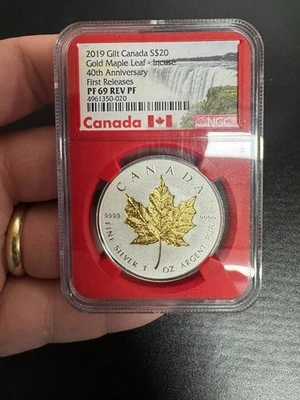 2019 Gilt Canada S$20
Gold Maple Leaf - Incuse
40th Anniversary
First Releases
PF 69 REV PF
4961350-020
Canada
NGC
CANADA
9999 9999
FINE SILVER 1 OZ ARGENT PUR